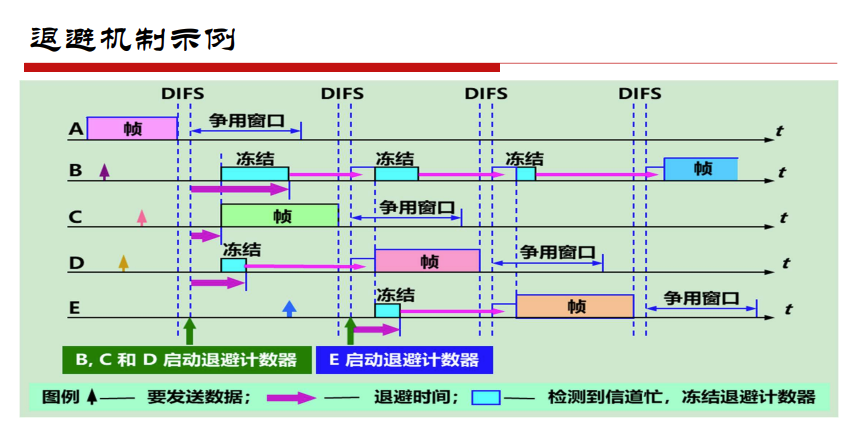 退避机制示例
DIFS DIFS DIFS DIFS
A 帧 争用窗口 t
B 冻结 冻结 冻结 帧 t
C 帧 争用窗口 t
D 冻结 帧 争用窗口 t
E 冻结 帧 争用窗口 t
B, C 和 D 启动退避计数器 E 启动退避计数器
图例 要发送数据; 退避时间; 检测到信道忙，冻结退避计数器